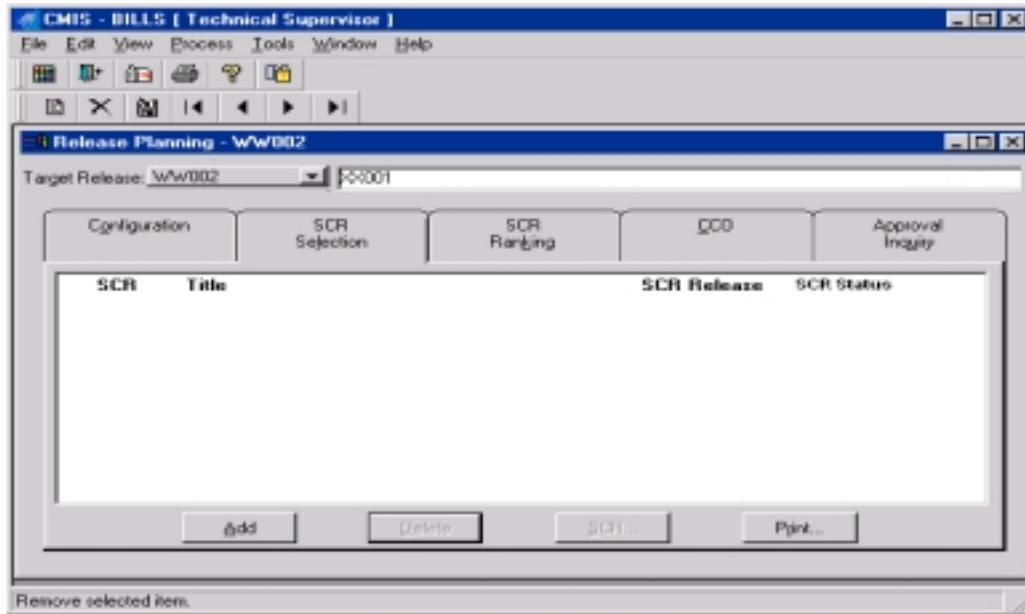 CMIS - BILLS ( Technical Supervisor )
File Edit View Process Tools Window Help
Release Planning - WW002
Target Release: WW002 XX001
Configuration SCR Selection SCR Ranking CCO Approval Inquiry
SCR Title SCR Release SCR Status
Add Delete SCR... Print...
Remove selected item.